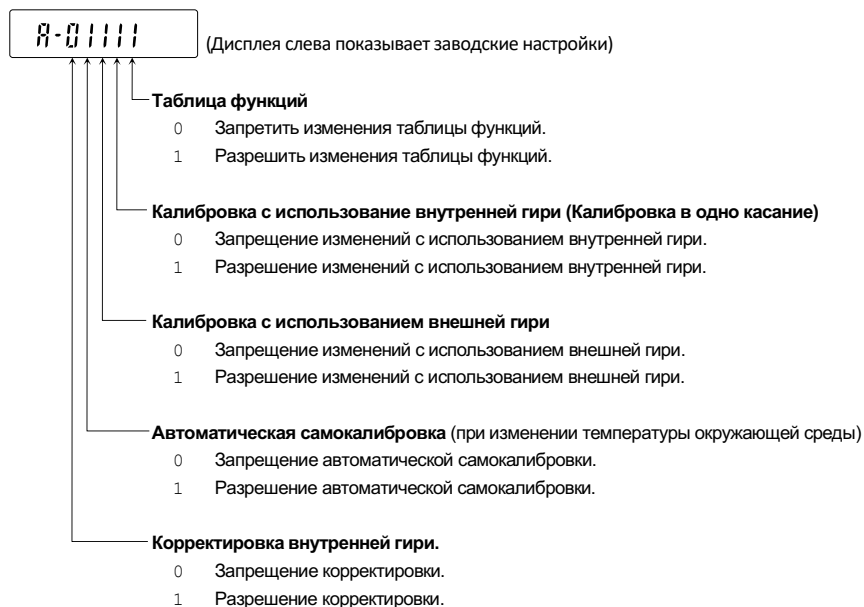 A-01111
(Дисплея слева показывает заводские настройки)
Таблица функций
0 Запретить изменения таблицы функций.
1 Разрешить изменения таблицы функций.
Калибровка с использование внутренней гири (Калибровка в одно касание)
0 Запрещение изменений с использованием внутренней гири.
1 Разрешение изменений с использованием внутренней гири.
Калибровка с использованием внешней гири
0 Запрещение изменений с использованием внешней гири.
1 Разрешение изменений с использованием внешней гири.
Автоматическая самокалибровка (при изменении температуры окружающей среды)
0 Запрещение автоматической самокалибровки.
1 Разрешение автоматической самокалибровки.
Корректировка внутренней гири.
0 Запрещение корректировки.
1 Разрешение корректировки.